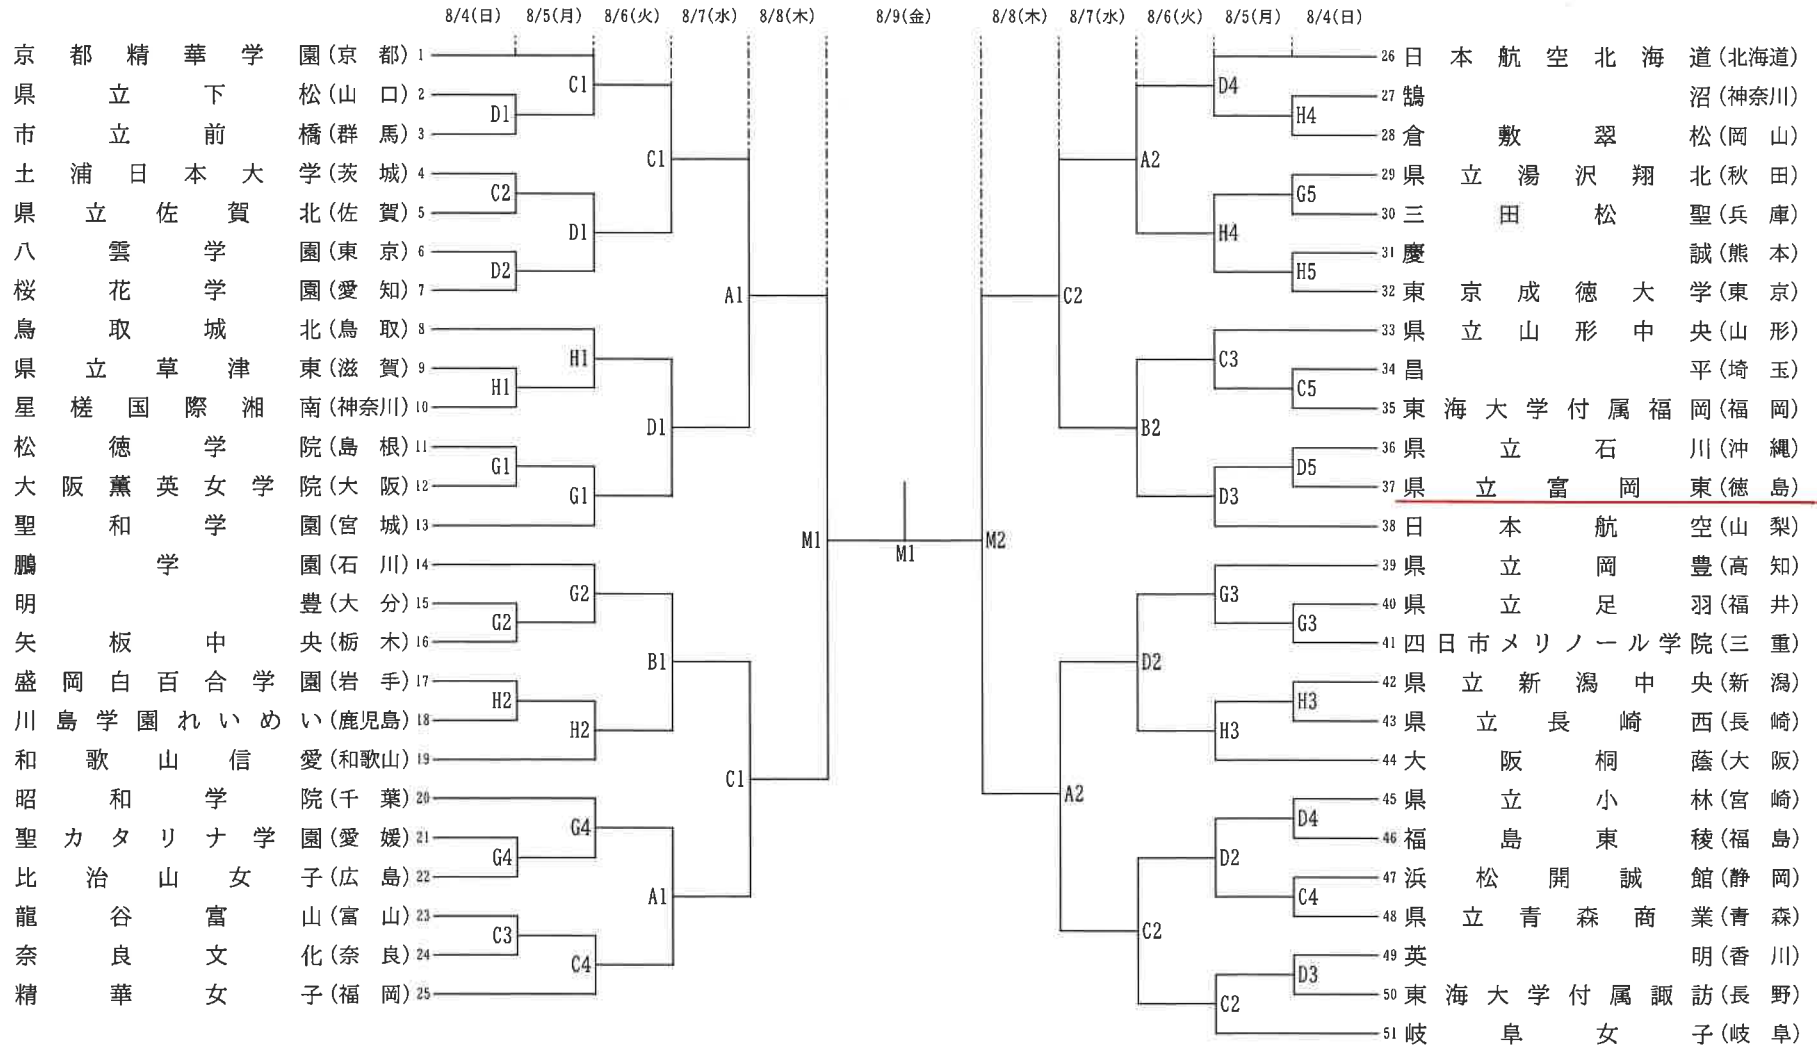 8/4(日) 8/5(月) 8/6(火) 8/7(水) 8/8(木) 8/9(金) 8/8(木) 8/7(水) 8/6(火) 8/5(月) 8/4(日)
京都精華学園(京都) 1
県立下松(山口) 2
市立前橋(群馬) 3
土浦日本大学(茨城) 4
県立佐賀北(佐賀) 5
八雲学園(東京) 6
桜花学園(愛知) 7
鳥取城北(鳥取) 8
県立草津東(滋賀) 9
星槎国際湘南(神奈川) 10
松徳学院(島根) 11
大阪薫英女学院(大阪) 12
聖和学園(宮城) 13
鵬学園(石川) 14
明豊(大分) 15
矢板中央(栃木) 16
盛岡白百合学園(岩手) 17
川島学園れいめい(鹿児島) 18
和歌山信愛(和歌山) 19
昭和学院(千葉) 20
聖カタリナ学園(愛媛) 21
比治山女子(広島) 22
龍谷富山(富山) 23
奈良文化(奈良) 24
精華女子(福岡) 25
D1
C2
D2
H1
G1
G2
H2
G4
C3
C1
D1
H1
G1
G2
H2
G4
C4
C1
D1
B1
A1
A1
C1
M1
M1
M2
C2
A2
A2
B2
D2
C2
D4
H4
C3
D3
G3
H3
D2
C2
H4
G5
H5
C5
D5
G3
H3
D4
C4
D3
26 日本航空北海道(北海道)
27 鵠沼(神奈川)
28 倉敷翠松(岡山)
29 県立湯沢翔北(秋田)
30 三田松聖(兵庫)
31 慶誠(熊本)
32 東京成徳大学(東京)
33 県立山形中央(山形)
34 昌平(埼玉)
35 東海大学付属福岡(福岡)
36 県立石川(沖縄)
37 県立富岡東(徳島)
38 日本航空(山梨)
39 県立岡豊(高知)
40 県立足羽(福井)
41 四日市メリノール学院(三重)
42 県立新潟中央(新潟)
43 県立長崎西(長崎)
44 大阪桐蔭(大阪)
45 県立小林(宮崎)
46 福島東稜(福島)
47 浜松開誠館(静岡)
48 県立青森商業(青森)
49 英明(香川)
50 東海大学付属諏訪(長野)
51 岐阜女子(岐阜)